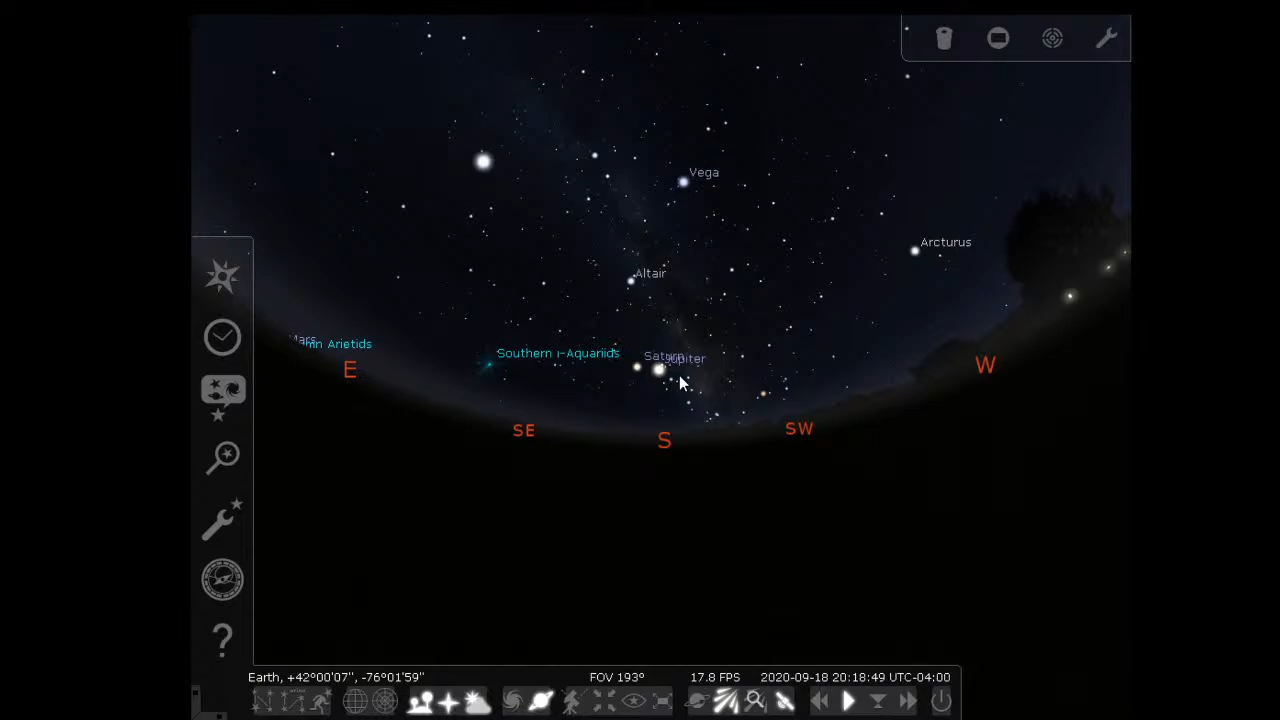 Vega
Arcturus
Altair
Mars
Arietids
Southern ι-Aquariids
Saturn
Jupiter
E
W
SE
S
SW
?
Earth, +42°00'07", -76°01'59" FOV 193° 17.8 FPS 2020-09-18 20:18:49 UTC-04:00